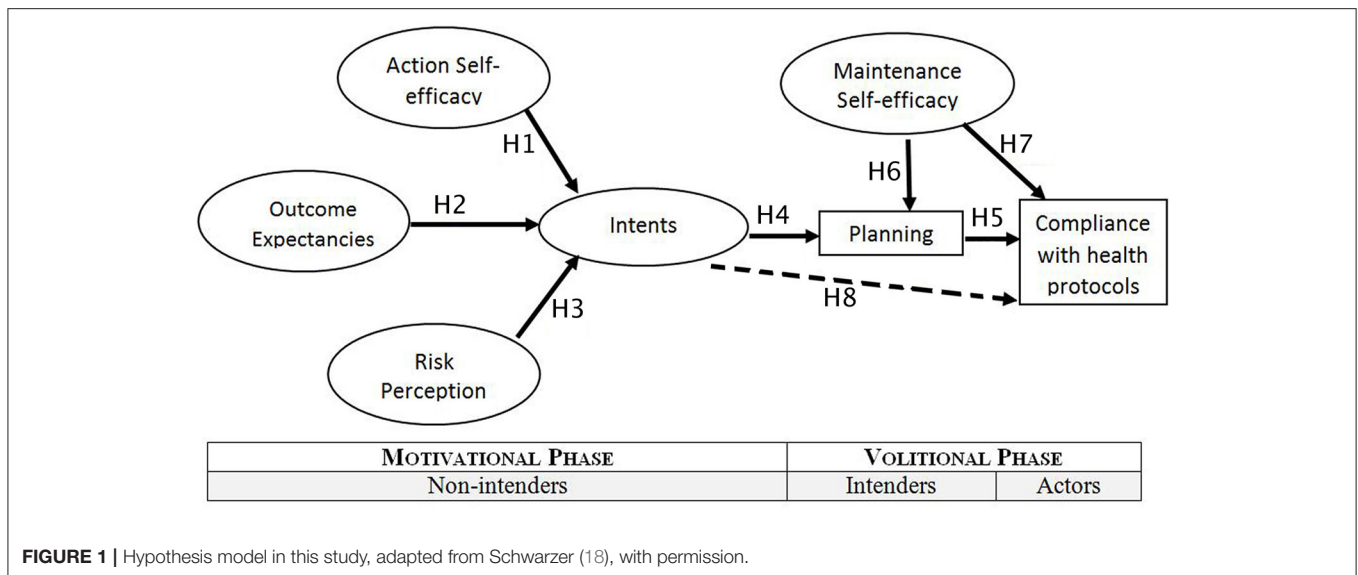 Action Self-
efficacy
Maintenance
Self-efficacy
H1
H7
H6
Outcome
Expectancies
H2
Intents
H4
Planning
H5
Compliance
with health
protocols
H8
H3
Risk
Perception
MOTIVATIONAL PHASE
VOLITIONAL PHASE
Non-intenders
Intenders
Actors
FIGURE 1 | Hypothesis model in this study, adapted from Schwarzer (18), with permission.